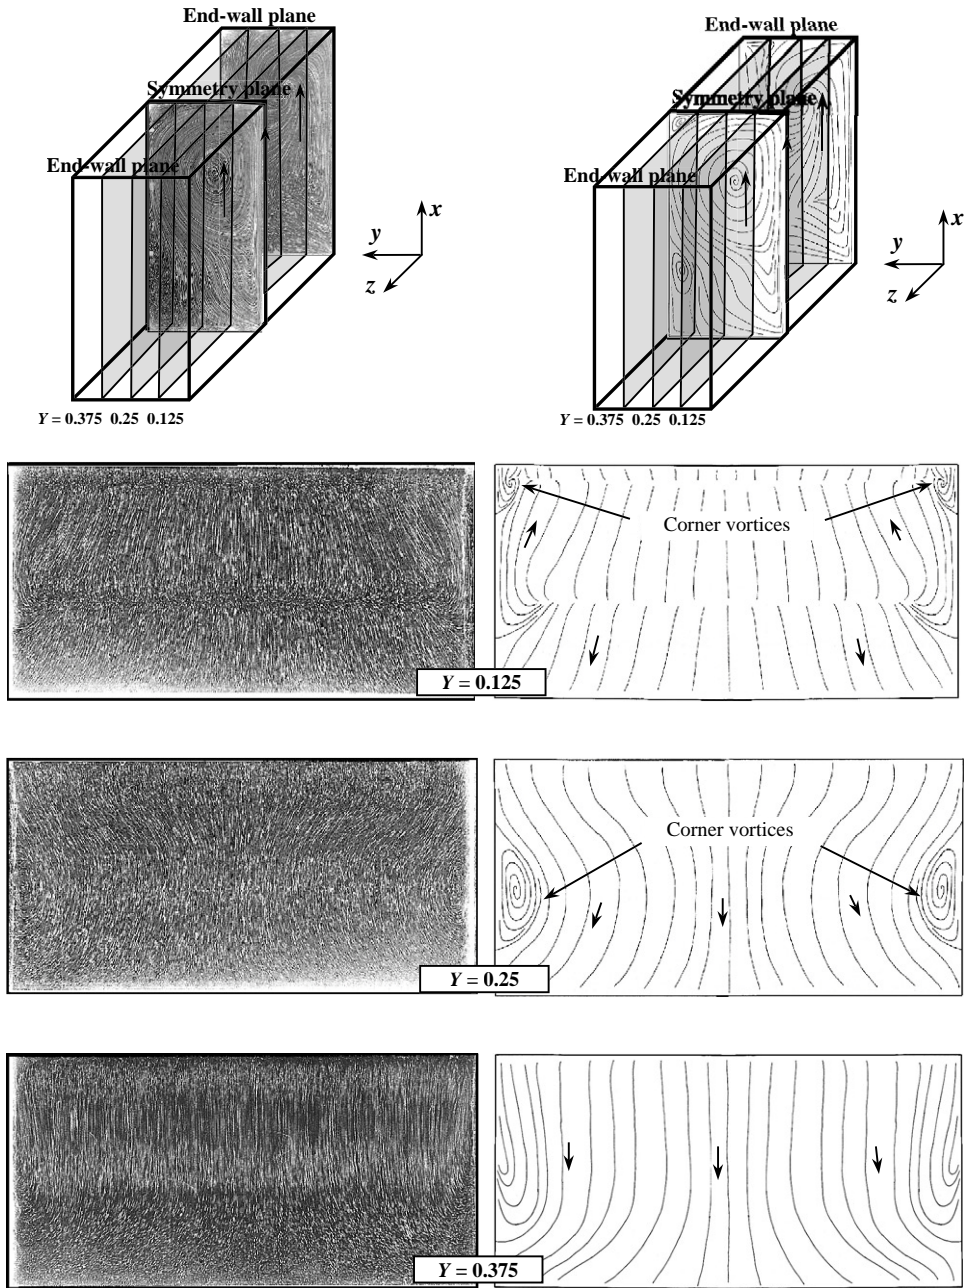 End-wall plane
Symmetry plane
End-wall plane
x
y
z
Y = 0.375 0.25 0.125
End-wall plane
Symmetry plane
End-wall plane
x
y
z
Y = 0.375 0.25 0.125
Corner vortices
Y = 0.125
Corner vortices
Y = 0.25
Y = 0.375